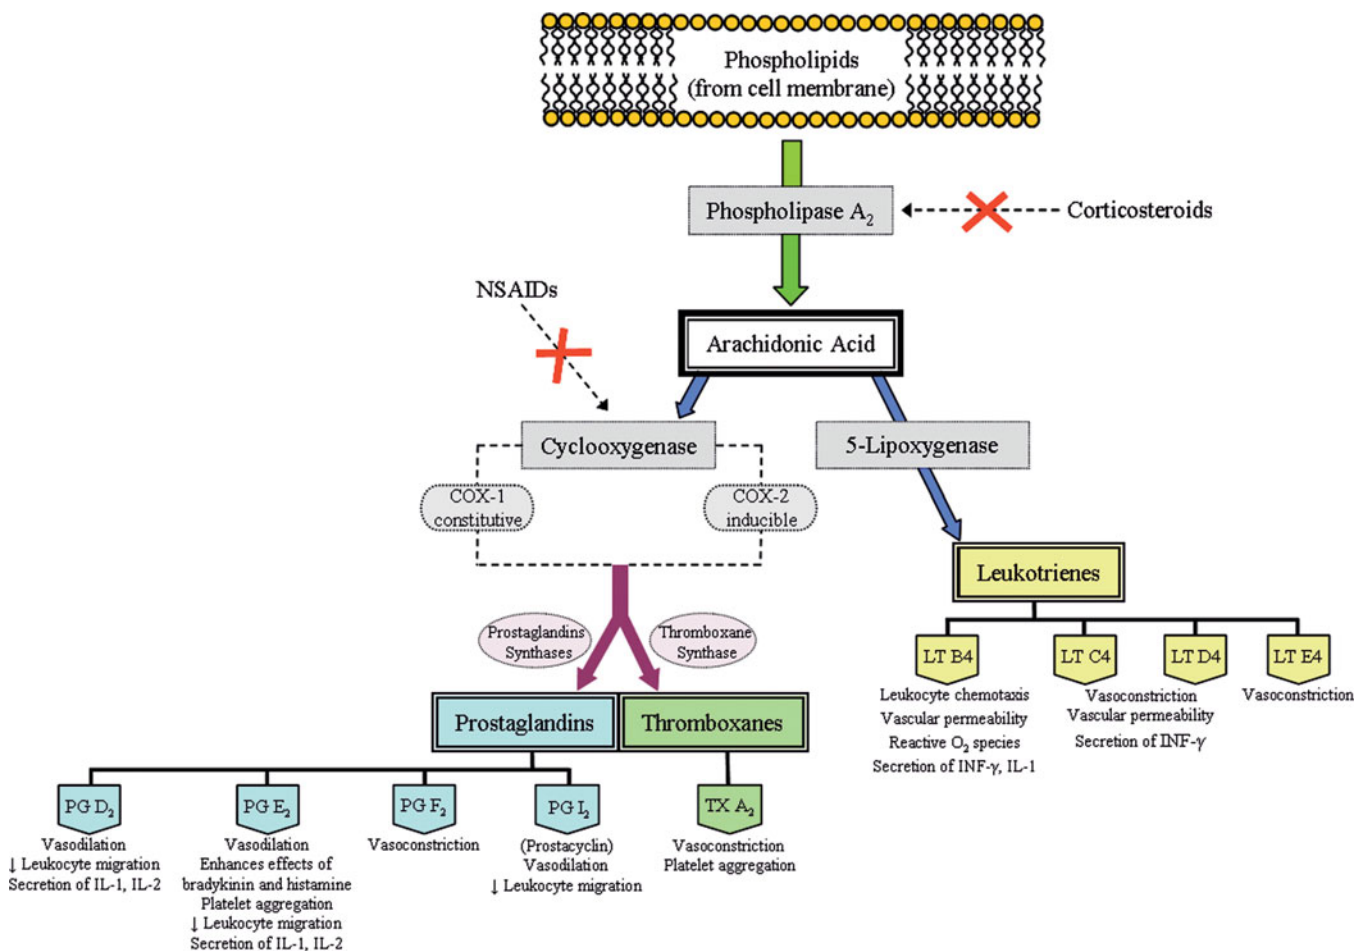 Phospholipids
(from cell membrane)
Phospholipase A₂
Corticosteroids
NSAIDs
Arachidonic Acid
Cyclooxygenase
5-Lipoxygenase
COX-1
constitutive
COX-2
inducible
Leukotrienes
Prostaglandins
Synthases
Thromboxane
Synthase
LT B4
LT C4
LT D4
LT E4
Leukocyte chemotaxis
Vascular permeability
Reactive O₂ species
Secretion of INF-γ, IL-1
Vasoconstriction
Vascular permeability
Secretion of INF-γ
Vasoconstriction
Prostaglandins
Thromboxanes
PG D₂
PG E₂
PG F₂
PG I₂
TX A₂
Vasodilation
↓ Leukocyte migration
Secretion of IL-1, IL-2
Vasodilation
Enhances effects of
bradykinin and histamine
Platelet aggregation
↓ Leukocyte migration
Secretion of IL-1, IL-2
Vasoconstriction
(Prostacyclin)
Vasodilation
↓ Leukocyte migration
Vasoconstriction
Platelet aggregation